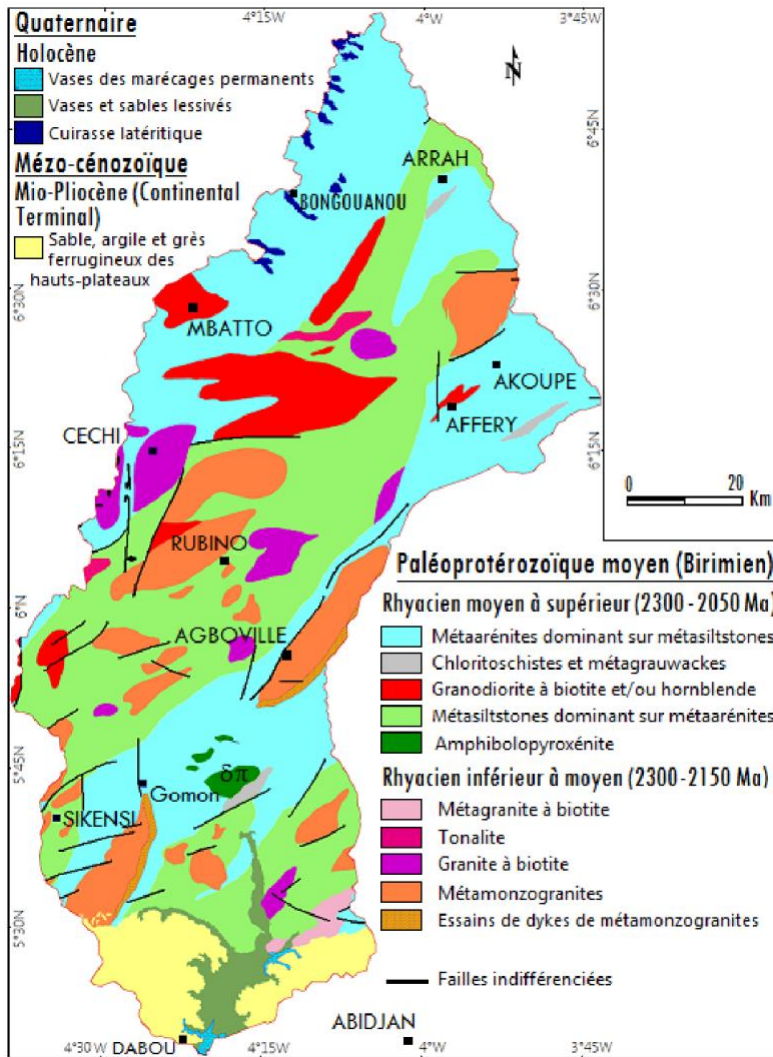 4°15'W
4°W
3°45'W
Quaternaire
Holocène
Vases des marécages permanents
Vases et sables lessivés
Cuirasse latéritique
Mézo-cénozoïque
Mio-Pliocène (Continental
Terminal)
Sable, argile et grès
ferrugineux des
hauts-plateaux
N
6°45'N
ARRAH
BONGOUANOU
6°30'N
6°30'N
MBATTO
AKOUPE
AFFERY
CECHI
6°15'N
6°15'N
0
20
Km
RUBINO
6°N
AGBOVILLE
Paléoprotérozoïque moyen (Birimien)
Rhyacien moyen à supérieur (2300 - 2050 Ma)
Métaarénites dominant sur métasiltstones
Chloritoschistes et métagrauwackes
Granodiorite à biotite et/ou hornblende
Métasiltstones dominant sur métaarénites
Amphibolopyroxénite
Rhyacien inférieur à moyen (2300 -2150 Ma)
Métagranite à biotite
Tonalite
Granite à biotite
Métamonzogranites
Essains de dykes de métamonzogranites
Failles indifférenciées
5°45'N
δπ
Gomon
SIKENSI
5°30'N
ABIDJAN
DABOU
4°30'W
4°15'W
4°W
3°45'W